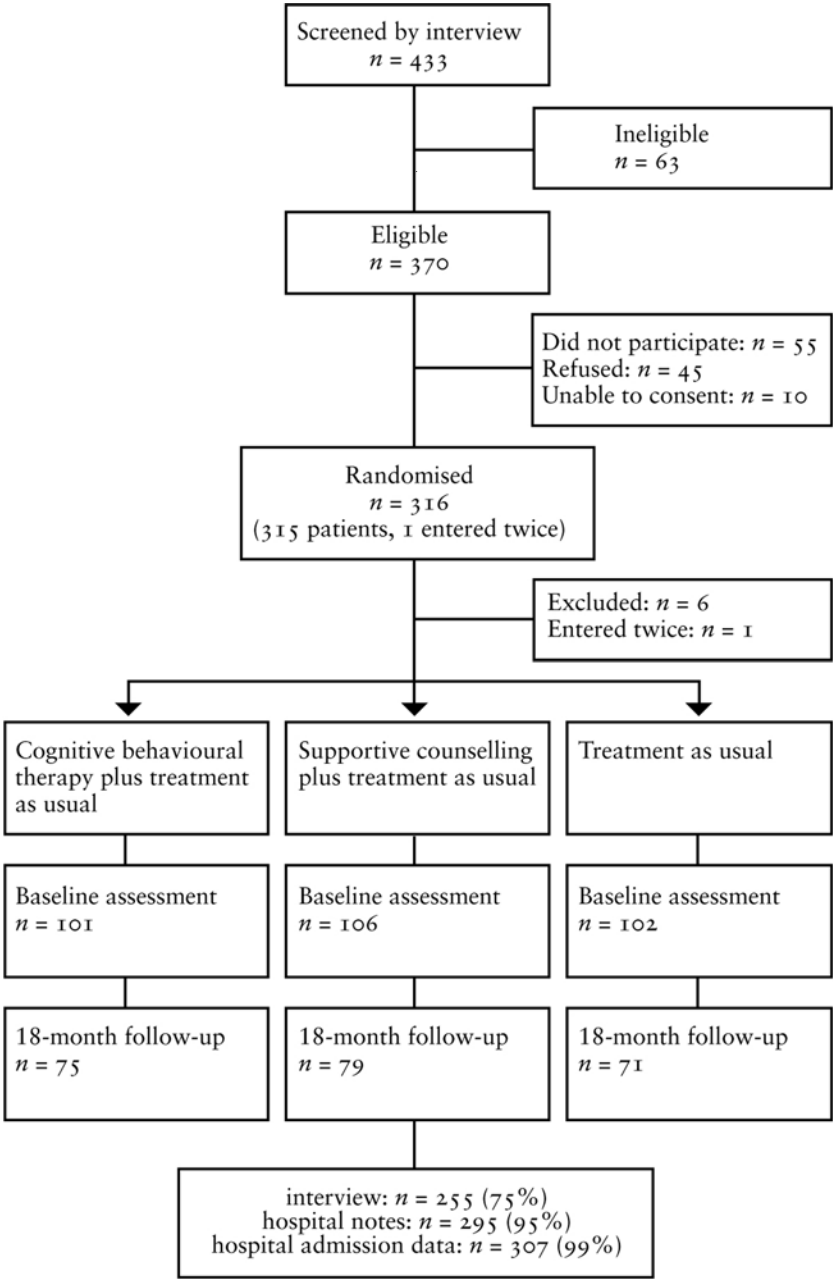 Screened by interview
n = 433
Ineligible
n = 63
Eligible
n = 370
Did not participate: n = 55
Refused: n = 45
Unable to consent: n = 10
Randomised
n = 316
(315 patients, 1 entered twice)
Excluded: n = 6
Entered twice: n = 1
Cognitive behavioural
therapy plus treatment
as usual
Supportive counselling
plus treatment as usual
Treatment as usual
Baseline assessment
n = 101
Baseline assessment
n = 106
Baseline assessment
n = 102
18-month follow-up
n = 75
18-month follow-up
n = 79
18-month follow-up
n = 71
interview: n = 255 (75%)
hospital notes: n = 295 (95%)
hospital admission data: n = 307 (99%)